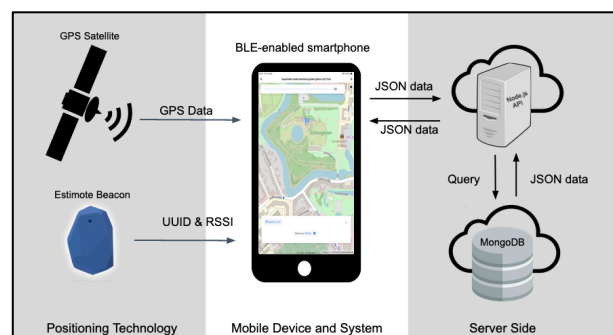 GPS Satellite
BLE-enabled smartphone
JSON data
GPS Data
JSON data
Node.js
API
Estimote Beacon
Query
JSON data
UUID & RSSI
MongoDB
Positioning Technology
Mobile Device and System
Server Side